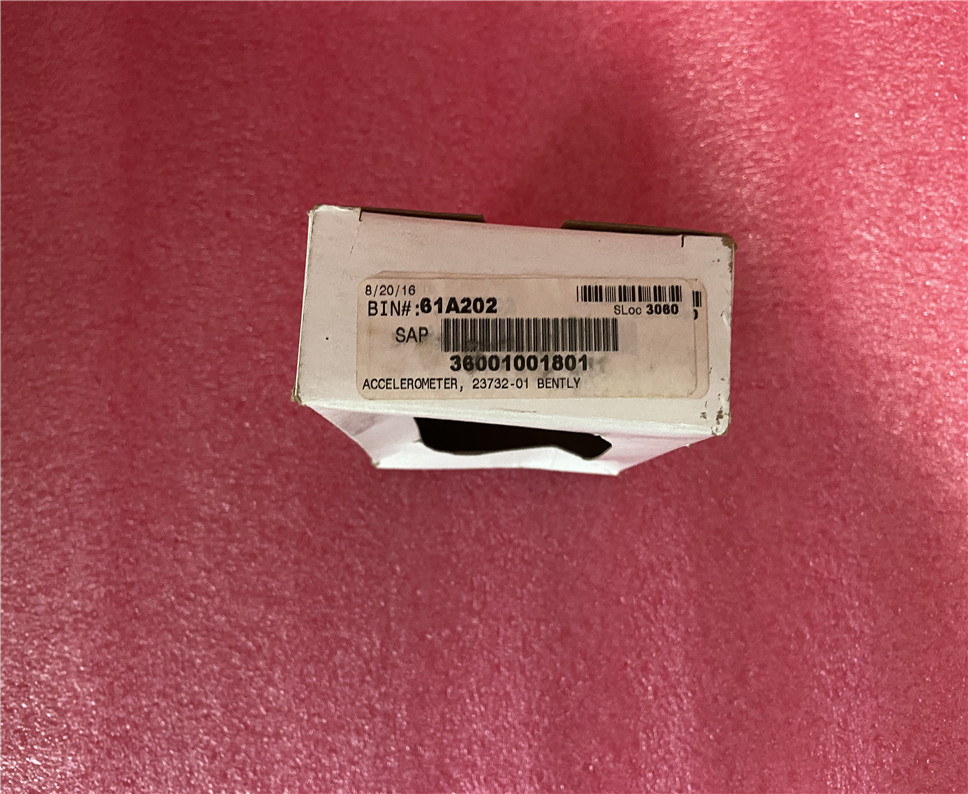 8/20/16
BIN#:61A202
SLoc 3060
SAP
36001001801
ACCELEROMETER, 23732-01 BENTLY